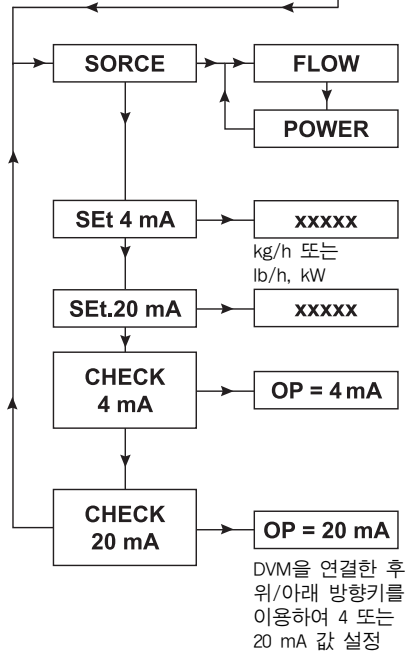 SORCE
FLOW
POWER
SEt 4 mA
xxxxx
kg/h 또는
lb/h, kW
SEt.20 mA
xxxxx
CHECK
4 mA
OP = 4 mA
CHECK
20 mA
OP = 20 mA
DVM을 연결한 후
위/아래 방향키를
이용하여 4 또는
20 mA 값 설정